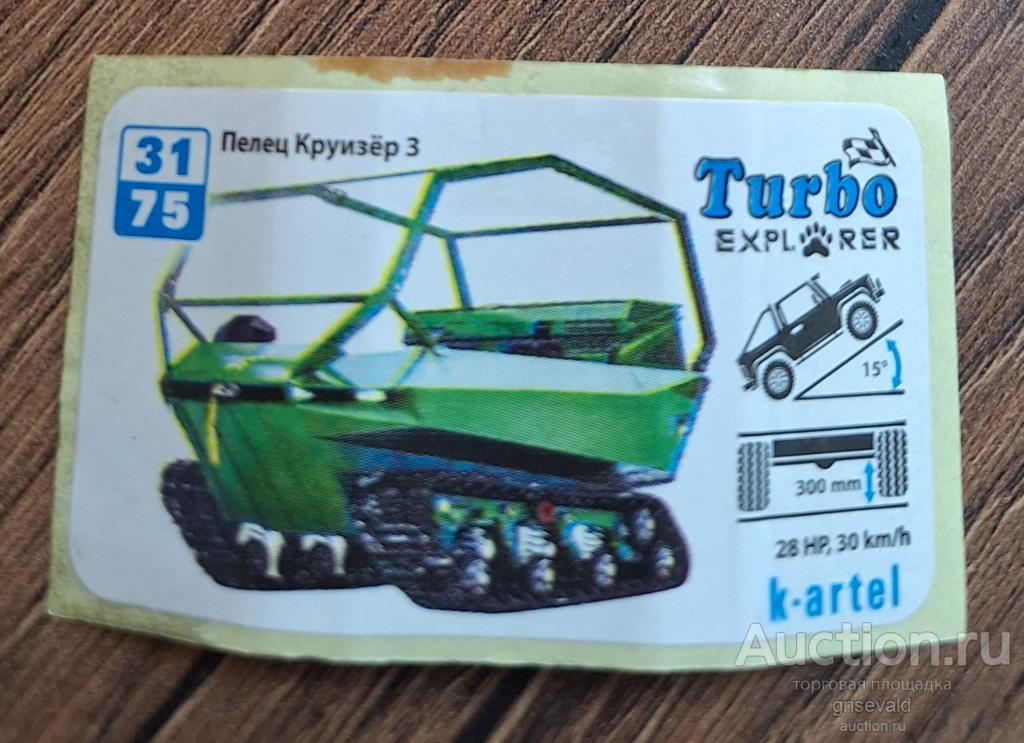 31
75
Пелец Круизёр 3
Turbo
EXPLORER
15°
300 mm
28 HP, 30 km/h
k-artel
Auction.ru
торговая площадка
grisevald
auction.ru